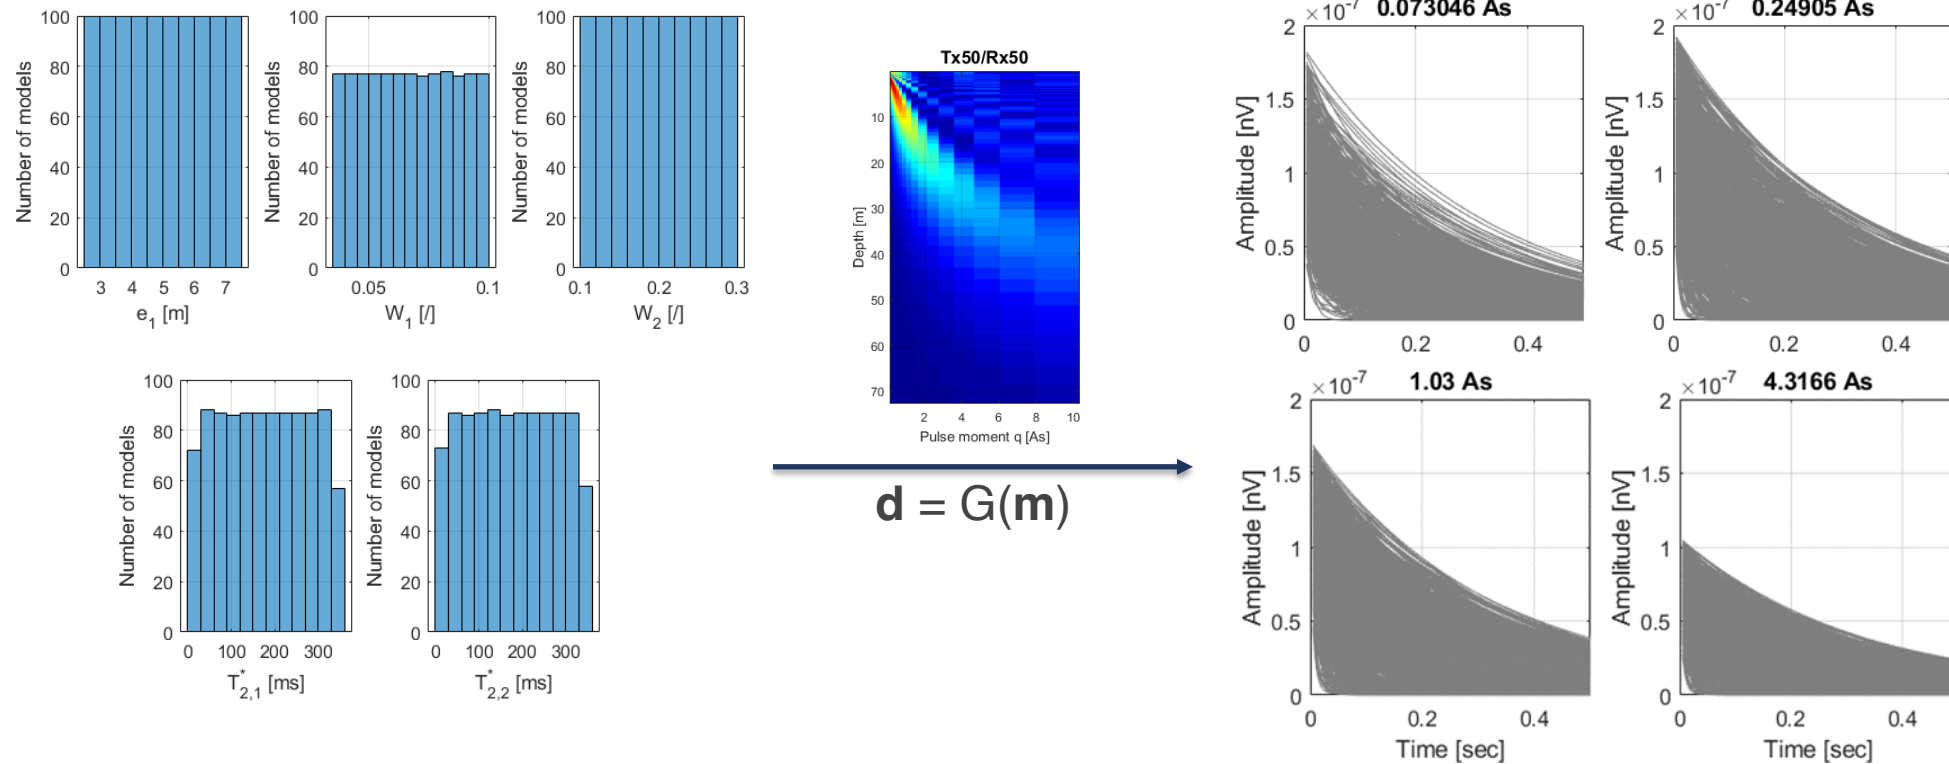 100
80
60
40
20
0
3 4 5 6 7
e1 [m]
Number of models
100
80
60
40
20
0
0.05 0.1
W1 [/]
Number of models
100
80
60
40
20
0
0.1 0.2 0.3
W2 [/]
Number of models
100
80
60
40
20
0
0 100 200 300
T*2,1 [ms]
Number of models
100
80
60
40
20
0
0 100 200 300
T*2,2 [ms]
Number of models
Tx50/Rx50
10
20
30
40
50
60
70
2 4 6 8 10
Depth [m]
Pulse moment q [As]
d = G(m)
×10-7 0.073046 As
2
1.5
1
0.5
0
0 0.2 0.4
Amplitude [nV]
×10-7 0.24905 As
2
1.5
1
0.5
0
0 0.2 0.4
Amplitude [nV]
×10-7 1.03 As
2
1.5
1
0.5
0
0 0.2 0.4
Amplitude [nV]
Time [sec]
×10-7 4.3166 As
2
1.5
1
0.5
0
0 0.2 0.4
Amplitude [nV]
Time [sec]